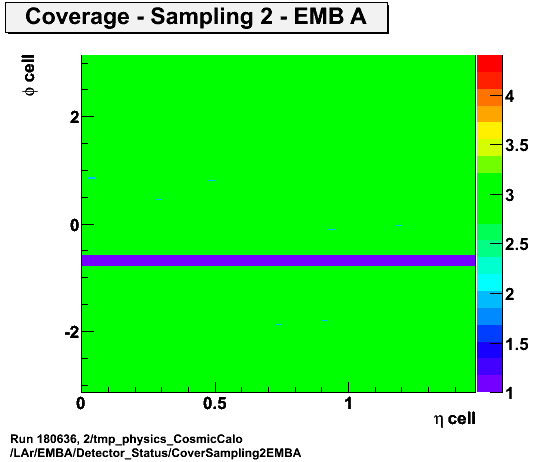 Coverage - Sampling 2 - EMB A
φ cell
2
0
-2
0
0.5
1
η cell
4
3.5
3
2.5
2
1.5
1
Run 180636, 2/tmp_physics_CosmicCalo
/LAr/EMBA/Detector_Status/CoverSampling2EMBA